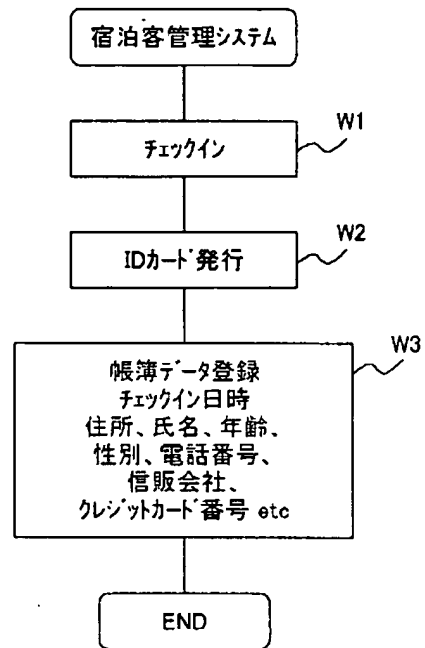 宿泊客管理システム
チェックイン
W1
IDカード発行
W2
帳簿データ登録
チェックイン日時
住所、氏名、年齢、
性別、電話番号、
信販会社、
クレジットカード番号 etc
W3
END